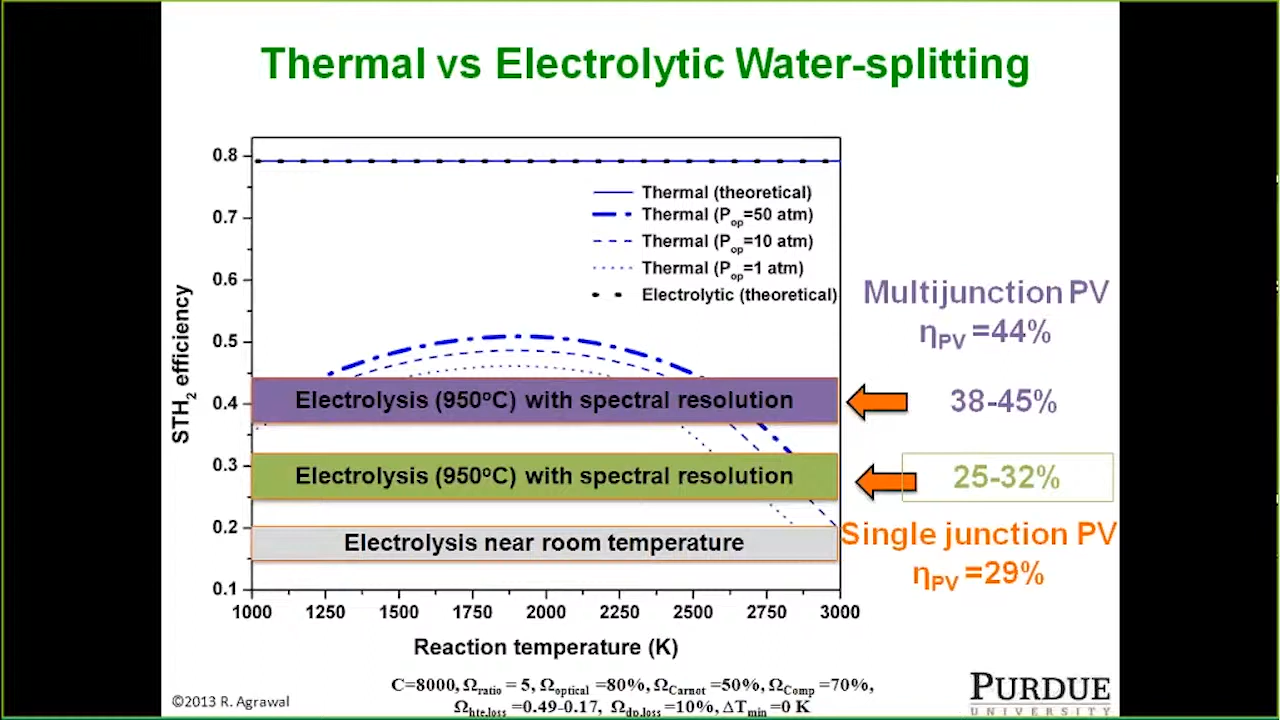 Thermal vs Electrolytic Water-splitting
0.8
0.7
0.6
0.5
0.4
0.3
0.2
0.1
STH2 efficiency
Thermal (theoretical)
Thermal (Pop=50 atm)
Thermal (Pop=10 atm)
Thermal (Pop=1 atm)
Electrolytic (theoretical)
Electrolysis (950oC) with spectral resolution
Electrolysis (950oC) with spectral resolution
Electrolysis near room temperature
1000 1250 1500 1750 2000 2250 2500 2750 3000
Reaction temperature (K)
Multijunction PV
ηPV =44%
38-45%
25-32%
Single junction PV
ηPV =29%
C=8000, Ωratio = 5, Ωoptical =80%, ΩCarnot =50%, ΩComp =70%,
Ωhte,loss =0.49-0.17, Ωdp,loss =10%, ΔTmin =0 K
©2013 R. Agrawal
PURDUE
UNIVERSITY